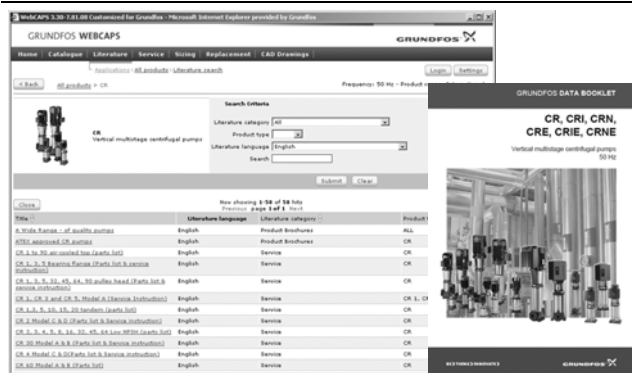 WebCAPS 3.30-7.81.08 Customized for Grundfos - Microsoft Internet Explorer provided by Grundfos
GRUNDFOS WEBCAPS
GRUNDFOS
Home | Catalogue | Literature | Service | Sizing | Replacement | CAD Drawings
Applications · All products · Literature search
Login Settings
< Back All products > CR
Frequency: 50 Hz - Product
CR
Vertical multistage centrifugal pumps
Search Criteria
Literature category All
Product type
Literature language English
Search
Submit Clear
Close
Now showing 1-58 of 58 hits
Previous page 1 of 1 Next
Title Literature language Literature category Product
A Wide Range - of quality pumps English Product Brochures ALL
ATEX approved CR pumps English Product Brochures CR
CR 2 to 90 air-cooled top (parts list) English Service CR
CR 2, 3, 5 Bearing flange (Parts list & service
instruction) English Service CR
CR 1, 3, 5, 32, 45, 64, 90 pulley head (Parts list &
service instruction) English Service CR
CR 1, CR 3 and CR 5, Model A (Service Instruction) English Service CR 1, CR
CR 1,3, 5, 10, 15, 20 tandem (parts list) English Service CR
CR 2 Model C & D (Parts list & Service instruction) English Service CR
CR 2, 3, 4, 5, 8, 16, 32, 45, 64 Low NPSH (parts list) English Service CR
CR 30 Model A & B (Parts list & Service instruction) English Service CR
CR 4 Model C & D(Parts list & Service instruction) English Service CR
CR 60 Model A & B (Parts list) English Service CR
GRUNDFOS DATA BOOKLET
CR, CRI, CRN,
CRE, CRIE, CRNE
Vertical multistage centrifugal pumps
50 Hz
BE > THINK > INNOVATE >
GRUNDFOS